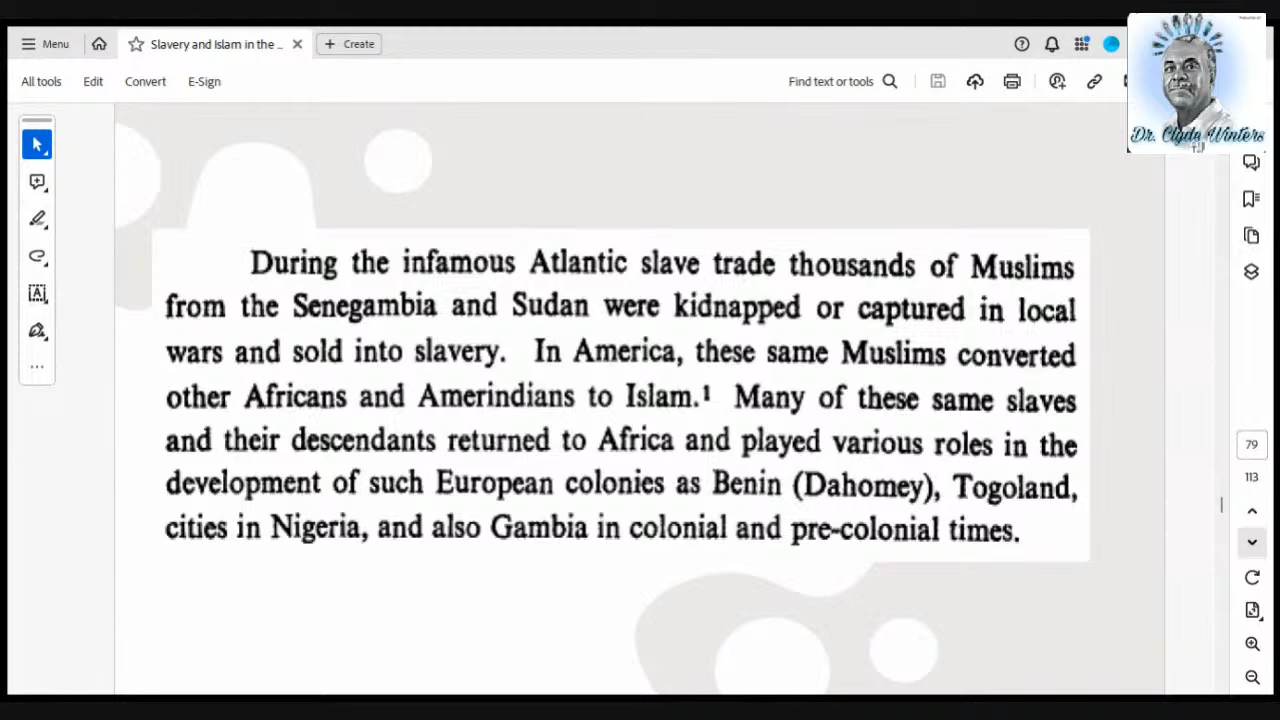 Menu
Slavery and Islam in the ...
Create
All tools
Edit
Convert
E-Sign
Find text or tools
Dr. Clyde Winters
During the infamous Atlantic slave trade thousands of Muslims
from the Senegambia and Sudan were kidnapped or captured in local
wars and sold into slavery. In America, these same Muslims converted
other Africans and Amerindians to Islam.¹ Many of these same slaves
and their descendants returned to Africa and played various roles in the
development of such European colonies as Benin (Dahomey), Togoland,
cities in Nigeria, and also Gambia in colonial and pre-colonial times.
79
113